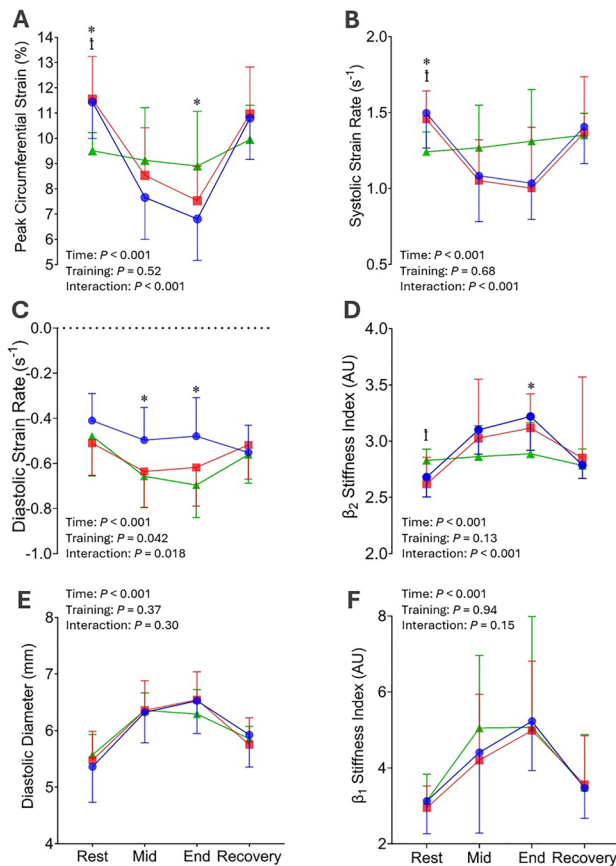 A
Peak Circumferential Strain (%)
14
13
12
11
10
9
8
7
6
5
*
†
*
Time: P < 0.001
Training: P = 0.52
Interaction: P < 0.001
B
Systolic Strain Rate (s-1)
2.0
1.5
1.0
0.5
*
†
Time: P < 0.001
Training: P = 0.68
Interaction: P < 0.001
C
Diastolic Strain Rate (s-1)
0.0
-0.2
-0.4
-0.6
-0.8
-1.0
*
*
Time: P < 0.001
Training: P = 0.042
Interaction: P = 0.018
D
β2 Stiffness Index (AU)
4.0
3.5
3.0
2.5
2.0
†
*
Time: P < 0.001
Training: P = 0.13
Interaction: P < 0.001
E
Time: P < 0.001
Training: P = 0.37
Interaction: P = 0.30
Diastolic Diameter (mm)
8
7
6
5
4
Rest Mid End Recovery
F
Time: P < 0.001
Training: P = 0.94
Interaction: P = 0.15
β1 Stiffness Index (AU)
8
6
4
2
Rest Mid End Recovery